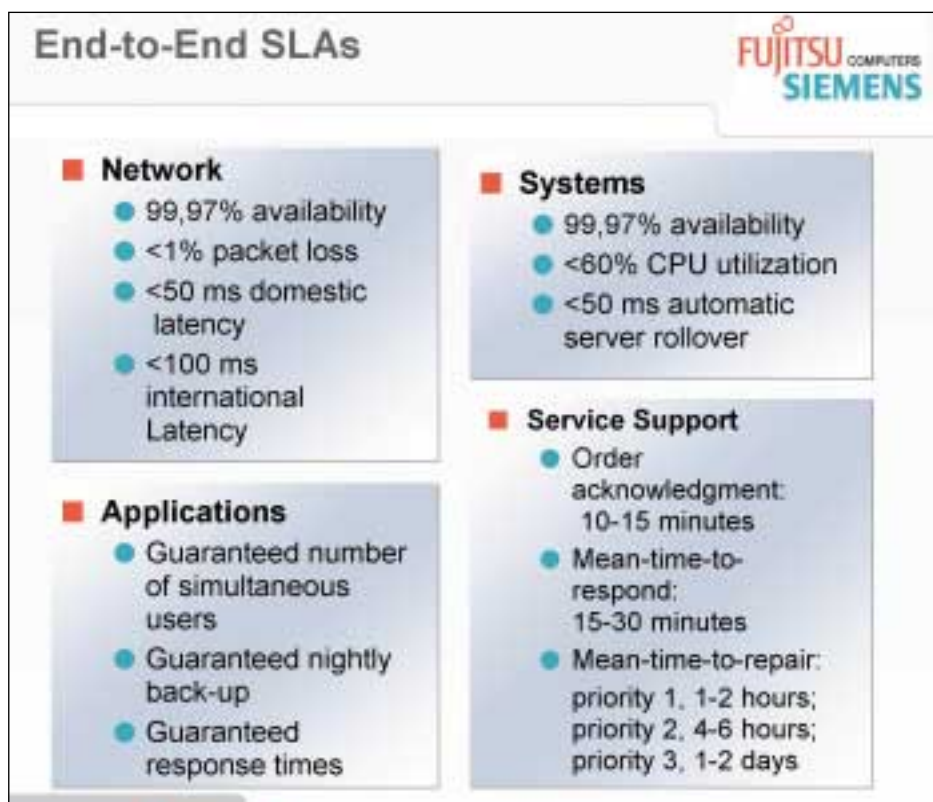 End-to-End SLAs
FUJITSU COMPUTERS
SIEMENS
Network
99,97% availability
<1% packet loss
<50 ms domestic
latency
<100 ms
international
Latency
Systems
99,97% availability
<60% CPU utilization
<50 ms automatic
server rollover
Applications
Guaranteed number
of simultaneous
users
Guaranteed nightly
back-up
Guaranteed
response times
Service Support
Order
acknowledgment:
10-15 minutes
Mean-time-to-
respond:
15-30 minutes
Mean-time-to-repair:
priority 1, 1-2 hours;
priority 2, 4-6 hours;
priority 3, 1-2 days